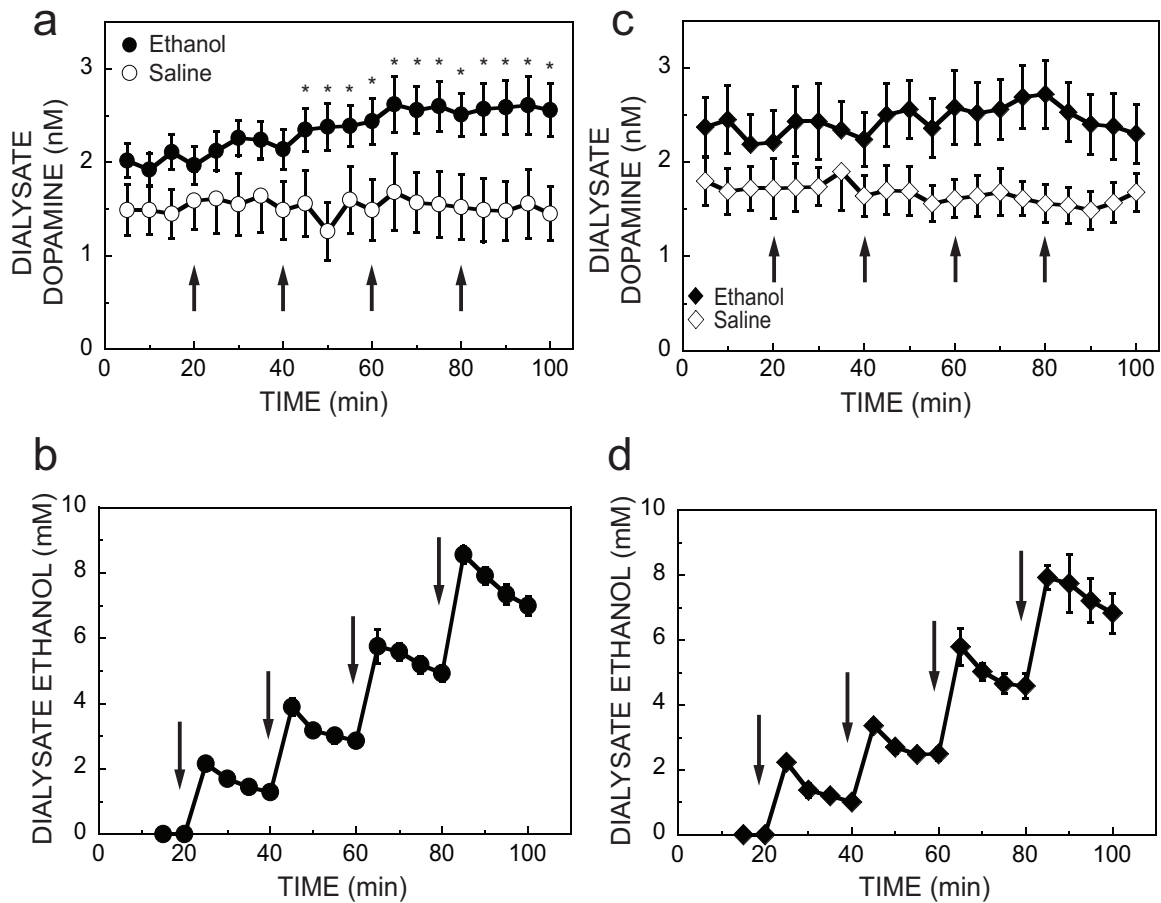 a
Ethanol
Saline
* * * * * * * * * * * *
3
2
1
0
DIALYSATE
DOPAMINE (nM)
0 20 40 60 80 100
TIME (min)
c
3
2
1
0
DIALYSATE
DOPAMINE (nM)
Ethanol
Saline
0 20 40 60 80 100
TIME (min)
b
10
8
6
4
2
0
DIALYSATE ETHANOL (mM)
0 20 40 60 80 100
TIME (min)
d
10
8
6
4
2
0
DIALYSATE ETHANOL (mM)
0 20 40 60 80 100
TIME (min)